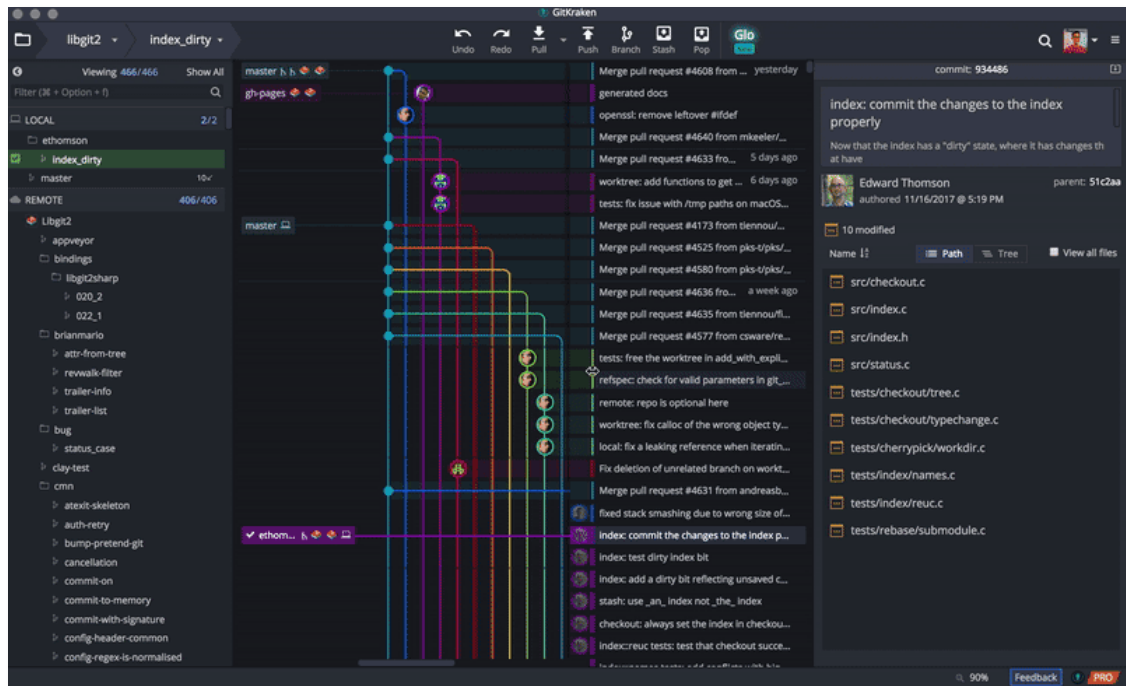 GitKraken
libgit2
index_dirty
Undo
Redo
Pull
Push
Branch
Stash
Pop
Glo
Viewing 466/466
Show All
Filter (⌘ + Option + f)
LOCAL
2/2
ethomson
index_dirty
master
REMOTE
406/406
Libgit2
appveyor
bindings
libgit2sharp
020_2
022_1
brianmario
attr-from-tree
revwalk-filter
trailer-info
trailer-list
bug
status_case
clay-test
cmn
atexit-skeleton
auth-retry
bump-pretend-git
cancellation
commit-on
commit-to-memory
commit-with-signature
config-header-common
config-regex-is-normalised
master
gh-pages
master
ethom...
Merge pull request #4608 from ... yesterday
generated docs
openssl: remove leftover #ifdef
Merge pull request #4640 from mkeeler/...
Merge pull request #4633 fro... 5 days ago
worktree: add functions to get ... 6 days ago
tests: fix issue with /tmp paths on macOS...
Merge pull request #4173 from tiennou/...
Merge pull request #4525 from pks-t/pks/...
Merge pull request #4580 from pks-t/pks/...
Merge pull request #4636 fro... a week ago
Merge pull request #4635 from tiennou/fi...
Merge pull request #4577 from csware/re...
tests: free the worktree in add_with_expli...
refspec: check for valid parameters in git_...
remote: repo is optional here
worktree: fix calloc of the wrong object ty...
local: fix a leaking reference when iteratin...
Fix deletion of unrelated branch on workt...
Merge pull request #4631 from andreasb...
fixed stack smashing due to wrong size of...
index: commit the changes to the index p...
index: test dirty index bit
index: add a dirty bit reflecting unsaved c...
stash: use _an_ index not _the_ index
checkout: always set the index in checkou...
index::reuc tests: test that checkout succe...
commit: 934486
index: commit the changes to the index
properly
Now that the index has a "dirty" state, where it has changes th
at have
Edward Thomson
parent: 51c2aa
authored 11/16/2017 @ 5:19 PM
10 modified
Name
Path
Tree
View all files
src/checkout.c
src/index.c
src/index.h
src/status.c
tests/checkout/tree.c
tests/checkout/typechange.c
tests/cherrypick/workdir.c
tests/index/names.c
tests/index/reuc.c
tests/rebase/submodule.c
90%
Feedback
PRO